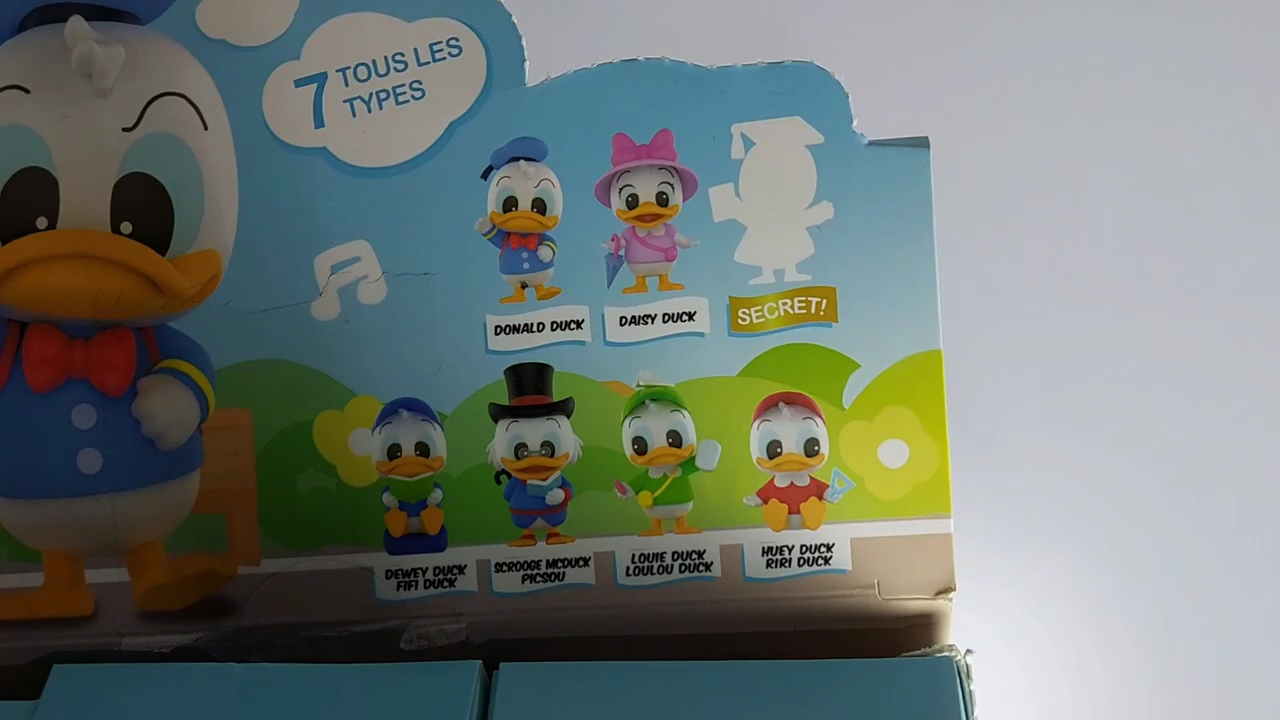 7 TOUS LES
TYPES
DONALD DUCK
DAISY DUCK
SECRET!
DEWEY DUCK
FIFI DUCK
SCROOGE MCDUCK
PICSOU
LOUIE DUCK
LOULOU DUCK
HUEY DUCK
RIRI DUCK